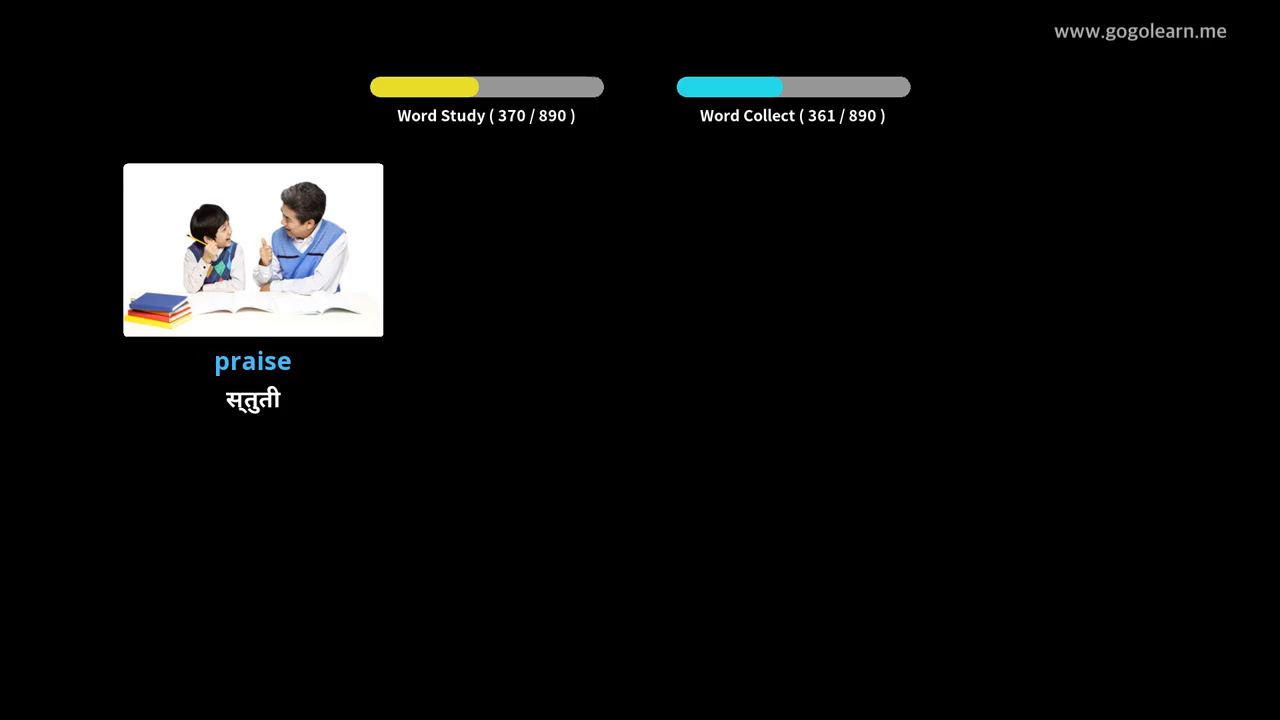 www.gogolearn.me
Word Study ( 370 / 890 )
Word Collect ( 361 / 890 )
praise
स्तुती